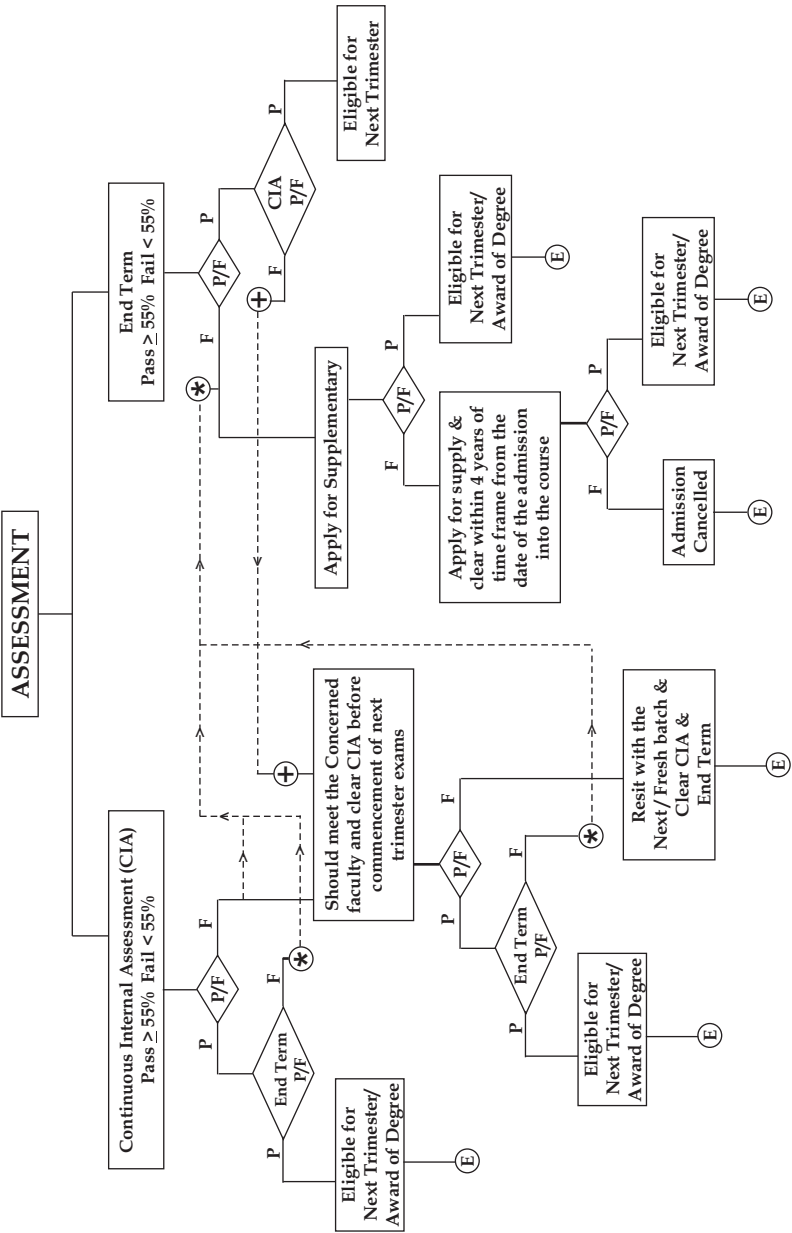 ASSESSMENT
Continuous Internal Assessment (CIA)
Pass ≥ 55% Fail < 55%
P/F
P
F
End Term
P/F
P
F
*
Eligible for
Next Trimester/
Award of Degree
E
Should meet the Concerned
faculty and clear CIA before
commencement of next
trimester exams
+
P/F
P
F
End Term
P/F
P
F
*
Eligible for
Next Trimester/
Award of Degree
E
Resit with the
Next/ Fresh batch &
Clear CIA &
End Term
E
End Term
Pass ≥ 55% Fail < 55%
P/F
F
P
*
CIA
P/F
F
P
+
Eligible for
Next Trimester
Apply for Supplementary
P/F
F
P
Eligible for
Next Trimester/
Award of Degree
E
Apply for supply &
clear within 4 years of
time frame from the
date of the admission
into the course
P/F
F
P
Admission
Cancelled
E
Eligible for
Next Trimester/
Award of Degree
E